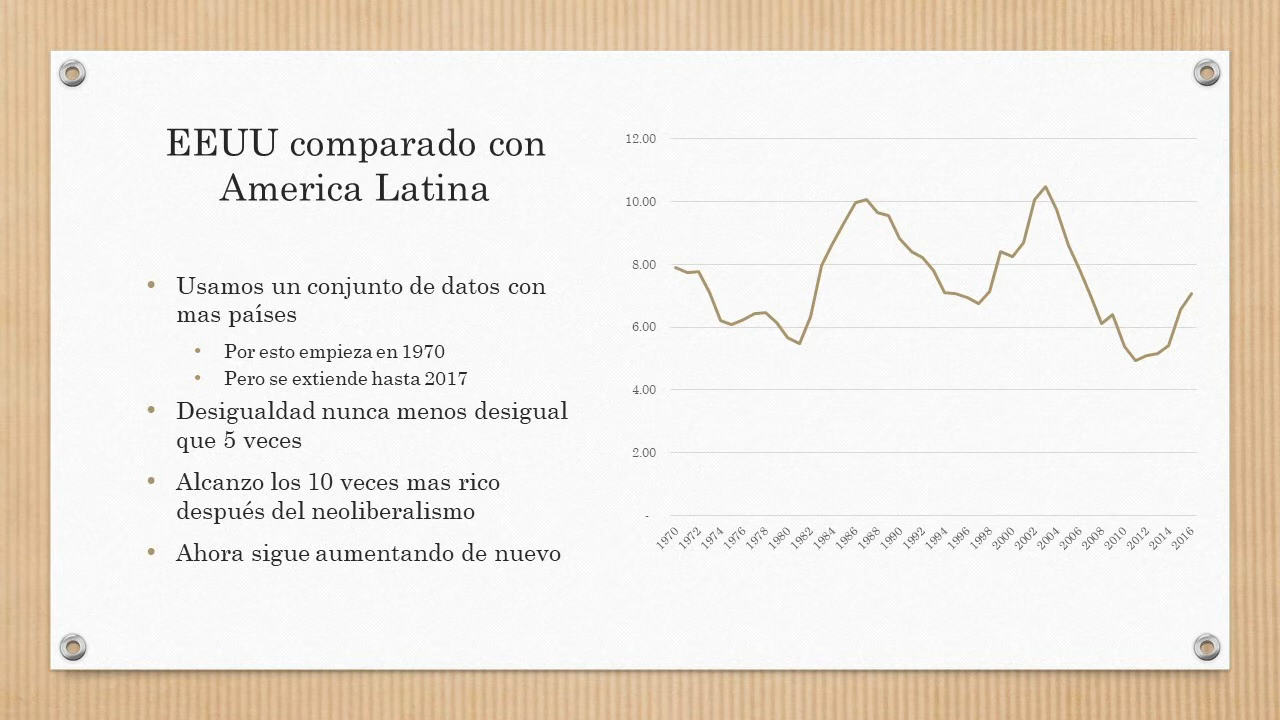 EEUU comparado con
America Latina
• Usamos un conjunto de datos con
mas países
• Por esto empieza en 1970
• Pero se extiende hasta 2017
• Desigualdad nunca menos desigual
que 5 veces
• Alcanzo los 10 veces mas rico
después del neoliberalismo
• Ahora sigue aumentando de nuevo
12.00
10.00
8.00
6.00
4.00
2.00
-
1970 1972 1974 1976 1978 1980 1982 1984 1986 1988 1990 1992 1994 1996 1998 2000 2002 2004 2006 2008 2010 2012 2014 2016